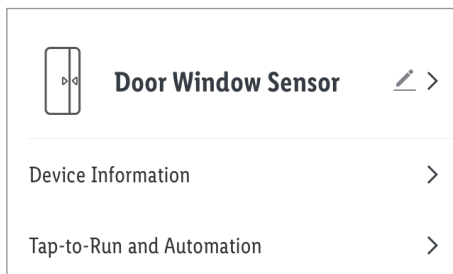 Door Window Sensor
Device Information
Tap-to-Run and Automation